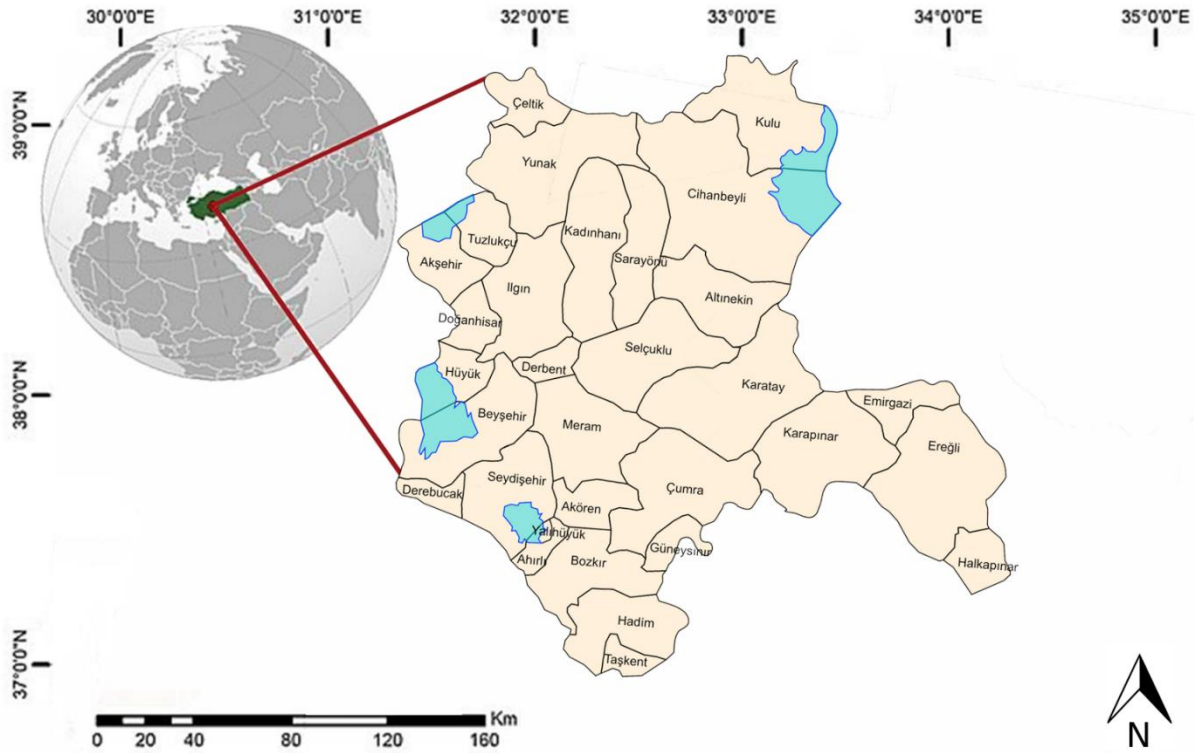 30°0'0"E 31°0'0"E 32°0'0"E 33°0'0"E 34°0'0"E 35°0'0"E
39°0'0"N
38°0'0"N
37°0'0"N
Çeltik
Kulu
Yunak
Cihanbeyli
Kadınhanı
Tuzlukçu
Sarayönü
Akşehir
Ilgın
Altınekin
Doğanhisar
Selçuklu
Hüyük
Derbent
Karatay
Emirgazi
Beyşehir
Meram
Karapınar
Ereğli
Seydişehir
Derebucak
Çumra
Akören
Yalıhüyük
Güneysınır
Ahırlı
Bozkır
Halkapınar
Hadim
Taşkent
Km
0 20 40 80 120 160
N